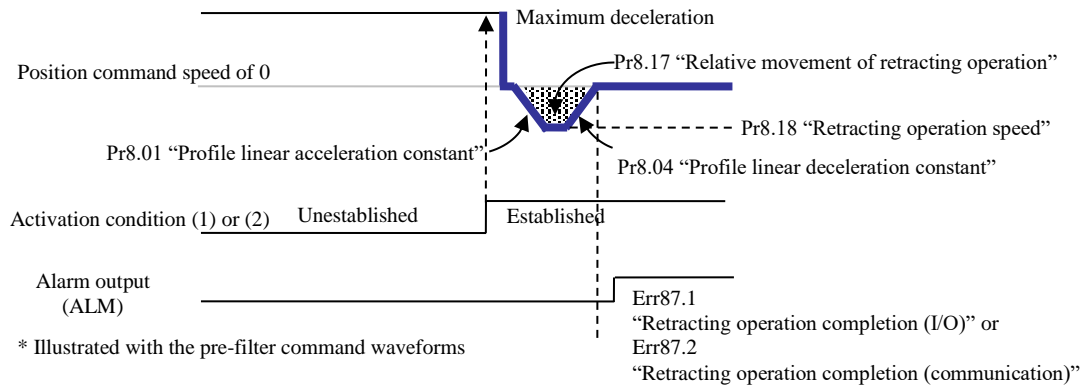 Maximum deceleration
Position command speed of 0
Pr8.17 “Relative movement of retracting operation”
Pr8.18 “Retracting operation speed”
Pr8.01 “Profile linear acceleration constant”
Pr8.04 “Profile linear deceleration constant”
Activation condition (1) or (2)
Unestablished
Established
Alarm output
(ALM)
Err87.1
“Retracting operation completion (I/O)” or
Err87.2
“Retracting operation completion (communication)”
* Illustrated with the pre-filter command waveforms